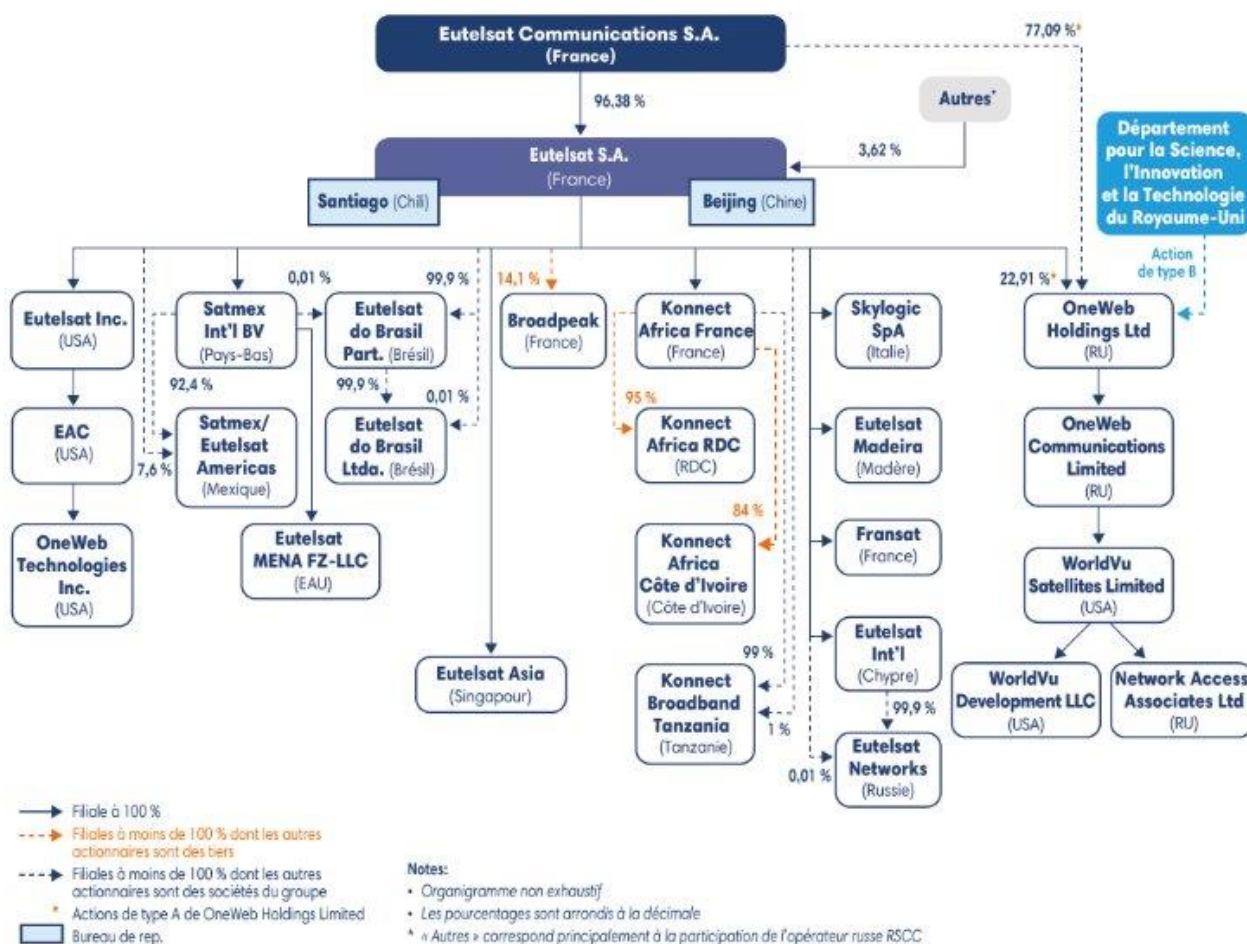 Eutelsat Communications S.A.
(France)
77,09 %*
96,38 %
Autres*
Eutelsat S.A.
(France)
3,62 %
Santiago (Chili)
Beijing (Chine)
Département
pour la Science,
l'Innovation
et la Technologie
du Royaume-Uni
Action
de type B
0,01 %
99,9 %
14,1 %
22,91 %*
Eutelsat Inc.
(USA)
Satmex
Int'l BV
(Pays-Bas)
Eutelsat
do Brasil
Part. (Brésil)
Broadpeak
(France)
Konnect
Africa France
(France)
Skylogic
SpA
(Italie)
OneWeb
Holdings Ltd
(RU)
92,4 %
99,9 %
0,01 %
95 %
EAC
(USA)
7,6 %
Satmex/
Eutelsat
Americas
(Mexique)
Eutelsat
do Brasil
Ltda. (Brésil)
Konnect
Africa RDC
(RDC)
Eutelsat
Madeira
(Madère)
OneWeb
Communications
Limited
(RU)
84 %
OneWeb
Technologies
Inc.
(USA)
Eutelsat
MENA FZ-LLC
(EAU)
Konnect
Africa
Côte d'Ivoire
(Côte d'Ivoire)
Fransat
(France)
WorldVu
Satellites Limited
(USA)
Eutelsat Asia
(Singapour)
99 %
Konnect
Broadband
Tanzania
(Tanzanie)
1 %
Eutelsat
Int'l
(Chypre)
99,9 %
WorldVu
Development LLC
(USA)
Network Access
Associates Ltd
(RU)
0,01 %
Eutelsat
Networks
(Russie)
Filiale à 100 %
Filiales à moins de 100 % dont les autres
actionnaires sont des tiers
Filiales à moins de 100 % dont les autres
actionnaires sont des sociétés du groupe
* Actions de type A de OneWeb Holdings Limited
Bureau de rep.
Notes:
• Organigramme non exhaustif
• Les pourcentages sont arrondis à la décimale
* « Autres » correspond principalement à la participation de l'opérateur russe RSCC